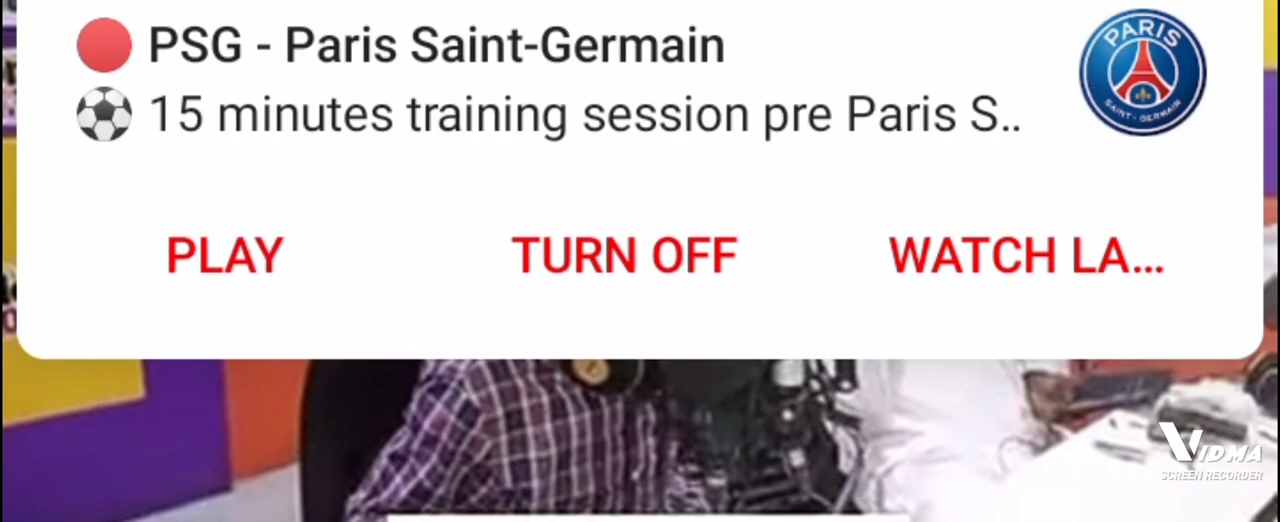 🔴 PSG - Paris Saint-Germain
PARIS
SAINT-GERMAIN
⚽ 15 minutes training session pre Paris S..
PLAY TURN OFF WATCH LA...
VIDMA
SCREEN RECORDER